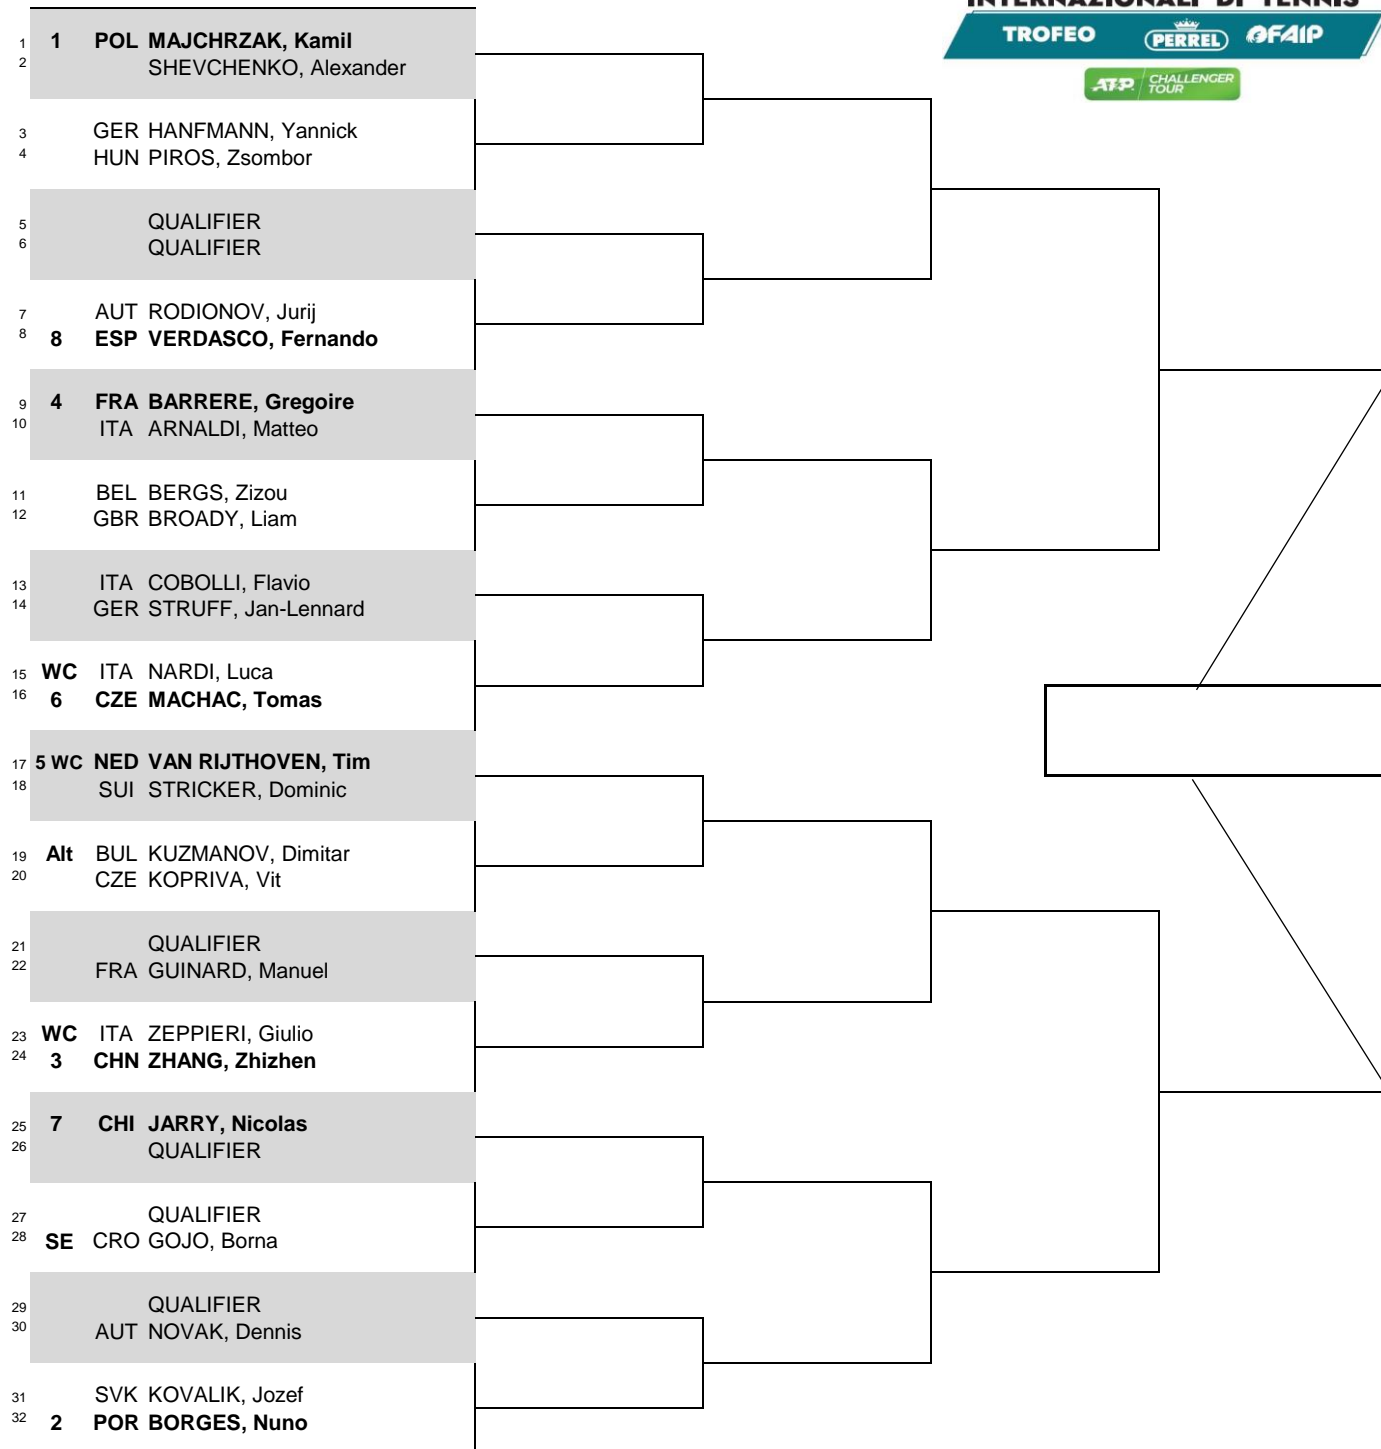 INTERNAZIONALI DI TENNIS
TROFEO PERREL FAIP
ATP CHALLENGER TOUR
1 1 POL MAJCHRZAK, Kamil
2 SHEVCHENKO, Alexander
3 GER HANFMANN, Yannick
4 HUN PIROS, Zsombor
5 QUALIFIER
6 QUALIFIER
7 AUT RODIONOV, Jurij
8 8 ESP VERDASCO, Fernando
9 4 FRA BARRERE, Gregoire
10 ITA ARNALDI, Matteo
11 BEL BERGS, Zizou
12 GBR BROADY, Liam
13 ITA COBOLLI, Flavio
14 GER STRUFF, Jan-Lennard
15 WC ITA NARDI, Luca
16 6 CZE MACHAC, Tomas
17 5 WC NED VAN RIJTHOVEN, Tim
18 SUI STRICKER, Dominic
19 Alt BUL KUZMANOV, Dimitar
20 CZE KOPRIVA, Vit
21 QUALIFIER
22 FRA GUINARD, Manuel
23 WC ITA ZEPPIERI, Giulio
24 3 CHN ZHANG, Zhizhen
25 7 CHI JARRY, Nicolas
26 QUALIFIER
27 QUALIFIER
28 SE CRO GOJO, Borna
29 QUALIFIER
30 AUT NOVAK, Dennis
31 SVK KOVALIK, Jozef
32 2 POR BORGES, Nuno